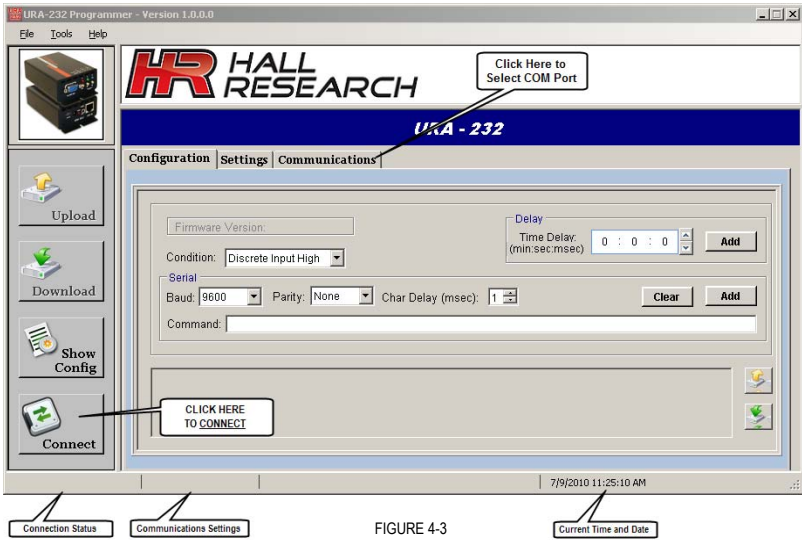 URA-232 Programmer - Version 1.0.0.0
File Tools Help
HR HALL
RESEARCH
Click Here to
Select COM Port
URA - 232
Configuration Settings Communications
Upload
Download
Show
Config
Connect
Firmware Version:
Condition: Discrete Input High
Delay
Time Delay:
(min:sec:msec)
0 : 0 : 0
Add
Serial
Baud: 9600 Parity: None Char Delay (msec): 1 Clear Add
Command:
CLICK HERE
TO CONNECT
7/9/2010 11:25:10 AM
Connection Status
Communications Settings
FIGURE 4-3
Current Time and Date